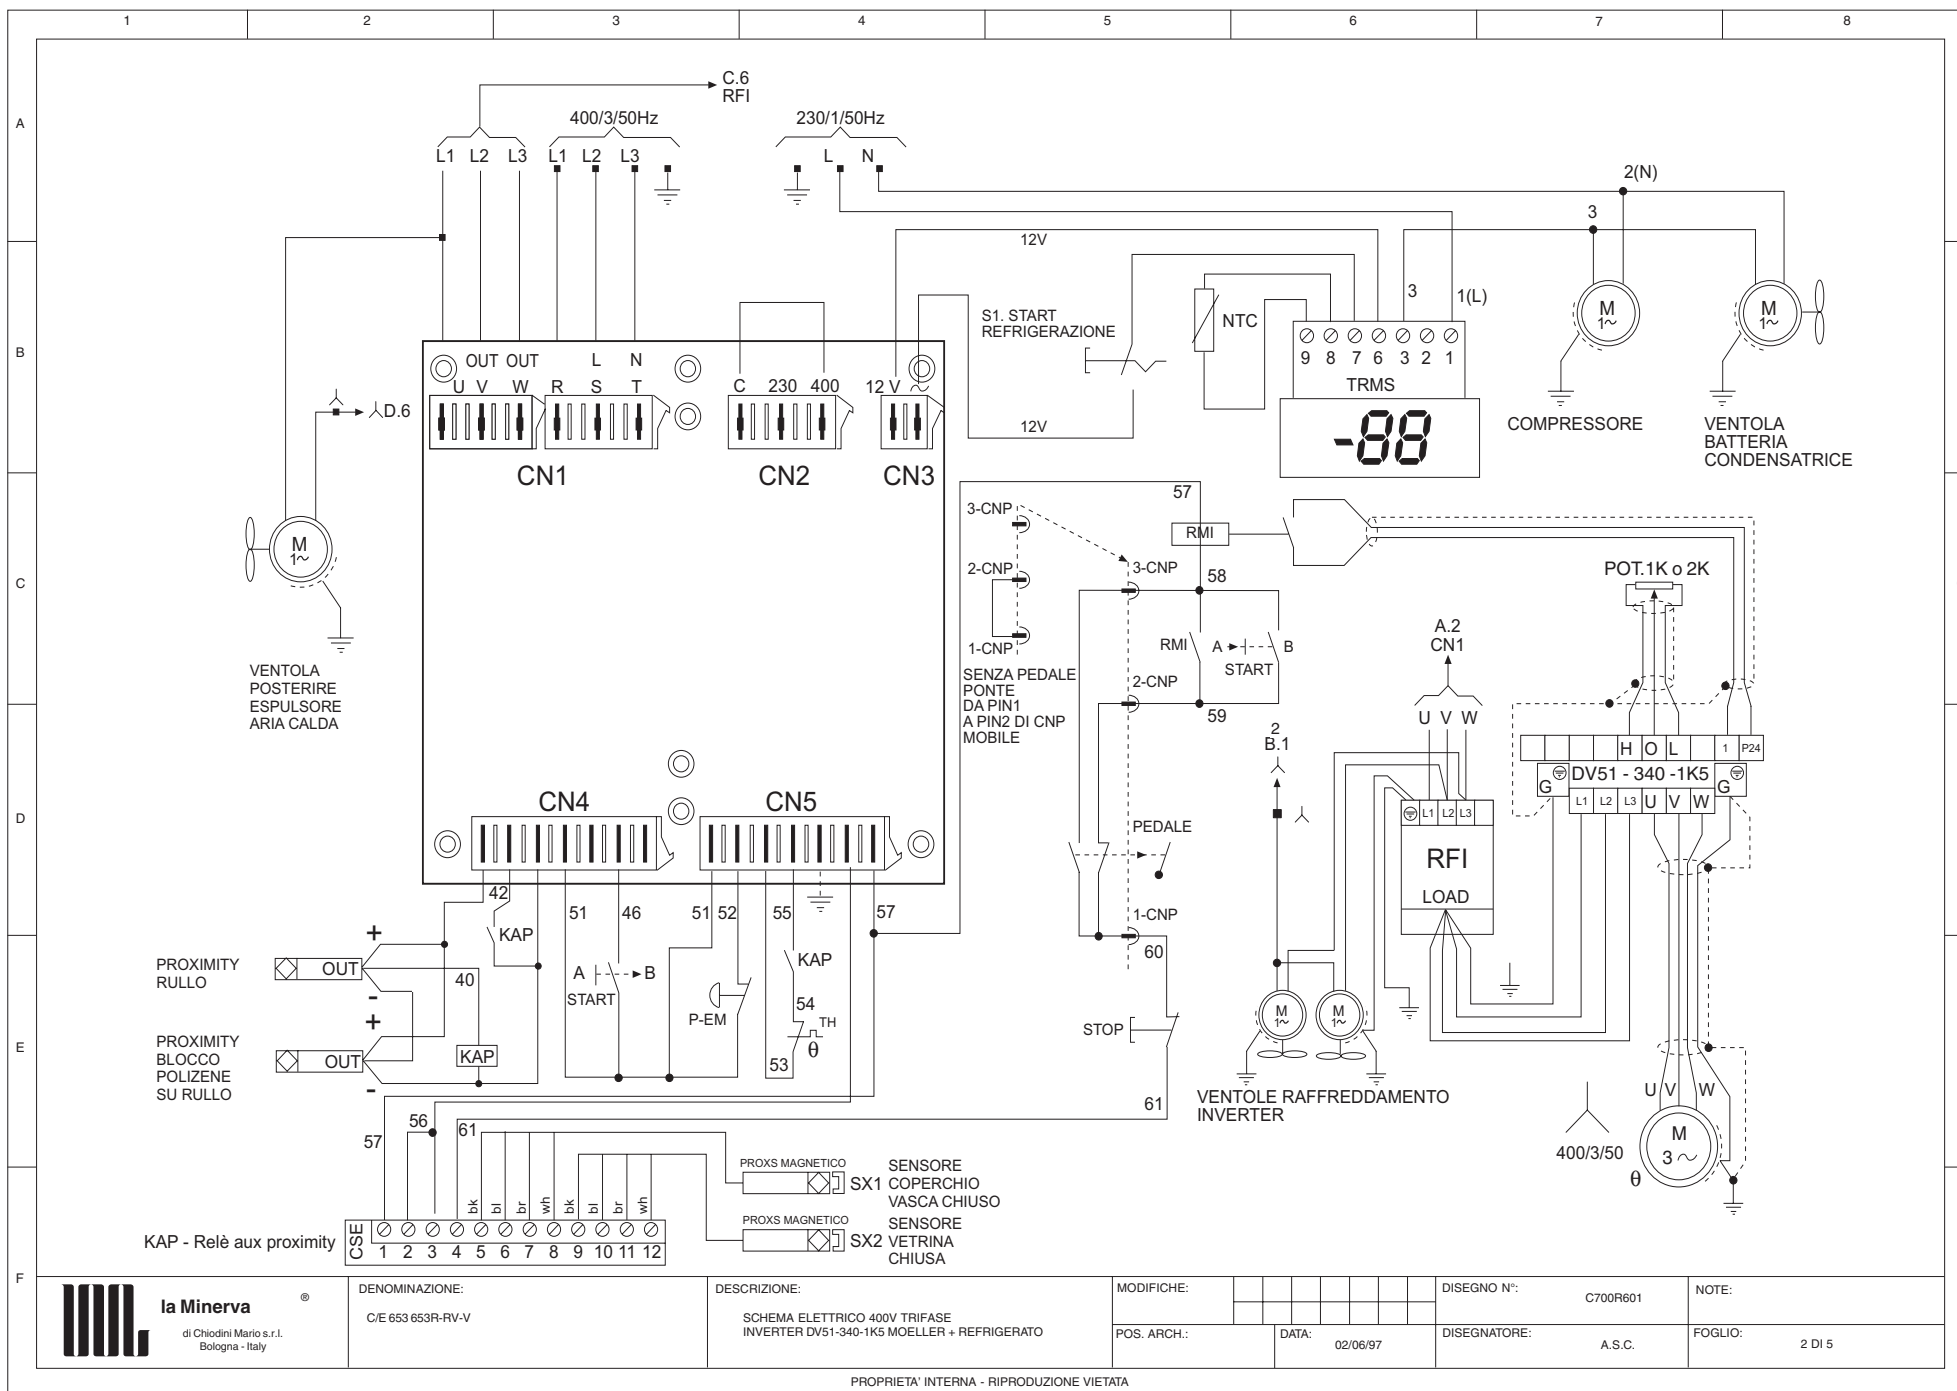 1 2 3 4 5 6 7 8
A
B
C
D
E
F
C.6
RFI
400/3/50Hz
230/1/50Hz
L1 L2 L3 L1 L2 L3
L N
2(N)
3
12V
3
1(L)
S1. START
REFRIGERAZIONE
NTC
9 8 7 6 3 2 1
TRMS
-88
12V
M
1~
COMPRESSORE
M
1~
VENTOLA
BATTERIA
CONDENSATRICE
OUT OUT L N
U V W R S T
C 230 400
12 V
CN1
CN2
CN3
D.6
M
1~
VENTOLA
POSTERIRE
ESPULSORE
ARIA CALDA
57
3-CNP
RMI
2-CNP
3-CNP
58
1-CNP
RMI A B
START
SENZA PEDALE
PONTE
DA PIN1
A PIN2 DI CNP
MOBILE
2-CNP
59
POT.1K o 2K
A.2
CN1
U V W
2
B.1
H O L 1 P24
DV51 - 340 -1K5
G G
L1 L2 L3 U V W
L1 L2 L3
RFI
LOAD
PEDALE
1-CNP
60
CN4
CN5
42
KAP
51 46
51 52 55 57
A B
START
KAP
P-EM
54
TH
θ
53
PROXIMITY
RULLO
OUT
+
-
40
PROXIMITY
BLOCCO
POLIZENE
SU RULLO
OUT
+
-
KAP
STOP
61
M
1~
M
1~
VENTOLE RAFFREDDAMENTO
INVERTER
400/3/50
U V W
M
3~
θ
57 56 61
bk bl br wh bk bl br wh
PROXS MAGNETICO
SX1
SENSORE
COPERCHIO
VASCA CHIUSO
PROXS MAGNETICO
SX2
SENSORE
VETRINA
CHIUSA
KAP - Relè aux proximity
CSE
1 2 3 4 5 6 7 8 9 10 11 12
la Minerva ®
di Chiodini Mario s.r.l.
Bologna - Italy
DENOMINAZIONE:
C/E 653 653R-RV-V
DESCRIZIONE:
SCHEMA ELETTRICO 400V TRIFASE
INVERTER DV51-340-1K5 MOELLER + REFRIGERATO
MODIFICHE:
POS. ARCH.:
DATA:
02/06/97
DISEGNO N°:
C700R601
DISEGNATORE:
A.S.C.
NOTE:
FOGLIO:
2 DI 5
PROPRIETA' INTERNA - RIPRODUZIONE VIETATA